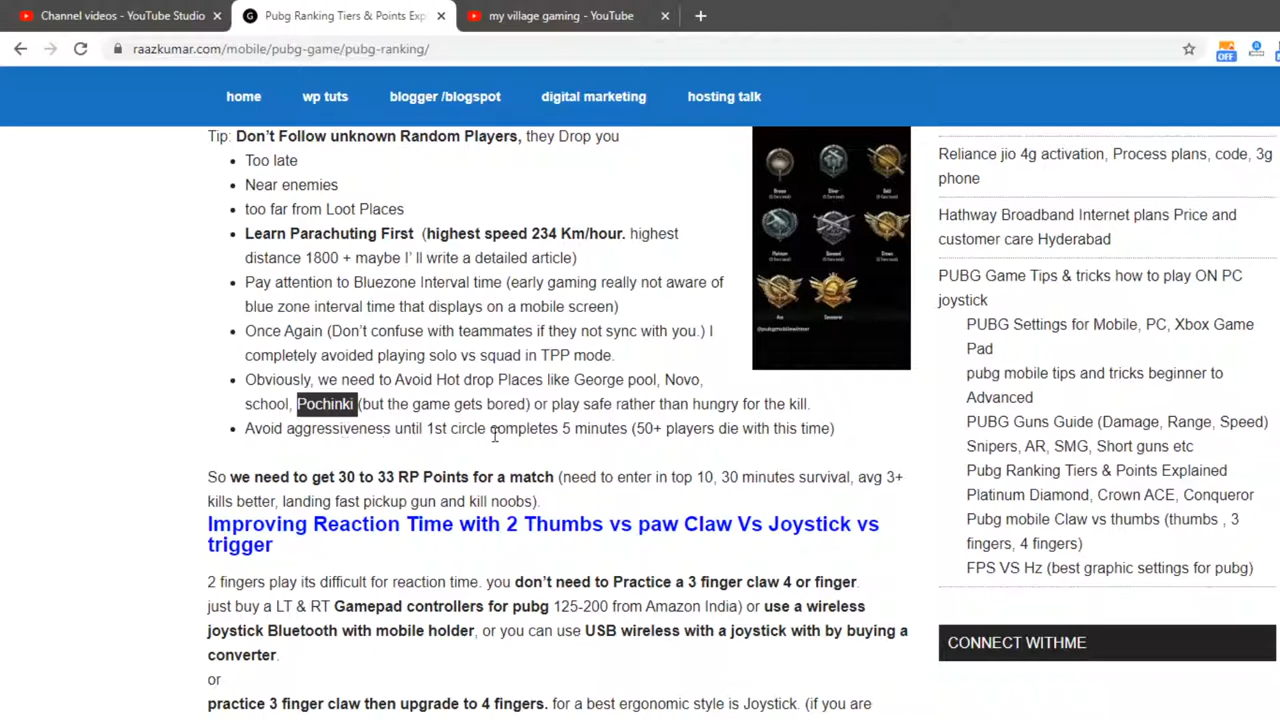 Channel videos - YouTube Studio
Pubg Ranking Tiers & Points Exp
my village gaming - YouTube
raazkumar.com/mobile/pubg-game/pubg-ranking/
OFF
home
wp tuts
blogger /blogspot
digital marketing
hosting talk
Tip: Don't Follow unknown Random Players, they Drop you
Too late
Near enemies
too far from Loot Places
Learn Parachuting First (highest speed 234 Km/hour. highest
distance 1800 + maybe I' ll write a detailed article)
Pay attention to Bluezone Interval time (early gaming really not aware of
blue zone interval time that displays on a mobile screen)
Once Again (Don't confuse with teammates if they not sync with you.) I
completely avoided playing solo vs squad in TPP mode.
Obviously, we need to Avoid Hot drop Places like George pool, Novo,
school, Pochinki (but the game gets bored) or play safe rather than hungry for the kill.
Avoid aggressiveness until 1st circle completes 5 minutes (50+ players die with this time)
So we need to get 30 to 33 RP Points for a match (need to enter in top 10, 30 minutes survival, avg 3+
kills better, landing fast pickup gun and kill noobs).
Improving Reaction Time with 2 Thumbs vs paw Claw Vs Joystick vs
trigger
2 fingers play its difficult for reaction time. you don't need to Practice a 3 finger claw 4 or finger.
just buy a LT & RT Gamepad controllers for pubg 125-200 from Amazon India) or use a wireless
joystick Bluetooth with mobile holder, or you can use USB wireless with a joystick with by buying a
converter.
or
practice 3 finger claw then upgrade to 4 fingers. for a best ergonomic style is Joystick. (if you are
Bronze
Silver
Gold
Platinum
Diamond
Crown
Ace
Conqueror
Reliance jio 4g activation, Process plans, code, 3g
phone
Hathway Broadband Internet plans Price and
customer care Hyderabad
PUBG Game Tips & tricks how to play ON PC
joystick
PUBG Settings for Mobile, PC, Xbox Game
Pad
pubg mobile tips and tricks beginner to
Advanced
PUBG Guns Guide (Damage, Range, Speed)
Snipers, AR, SMG, Short guns etc
Pubg Ranking Tiers & Points Explained
Platinum Diamond, Crown ACE, Conqueror
Pubg mobile Claw vs thumbs (thumbs , 3
fingers, 4 fingers)
FPS VS Hz (best graphic settings for pubg)
CONNECT WITHME